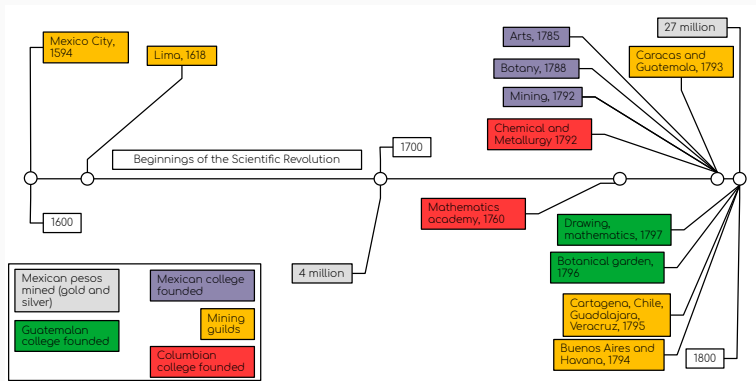 27 million
Arts, 1785
Mexico City,
1594
Lima, 1618
Caracas and
Guatemala, 1793
Botany, 1788
Mining, 1792
Chemical and
Metallurgy 1792
1700
Beginnings of the Scientific Revolution
1600
Mathematics
academy, 1760
Drawing,
mathematics, 1797
Botanical garden,
1796
4 million
Mexican pesos
mined (gold and
silver)
Mexican college
founded
Cartagena, Chile,
Guadalajara,
Veracruz, 1795
Mining
guilds
Guatemalan
college founded
Buenos Aires and
Havana, 1794
1800
Columbian
college founded